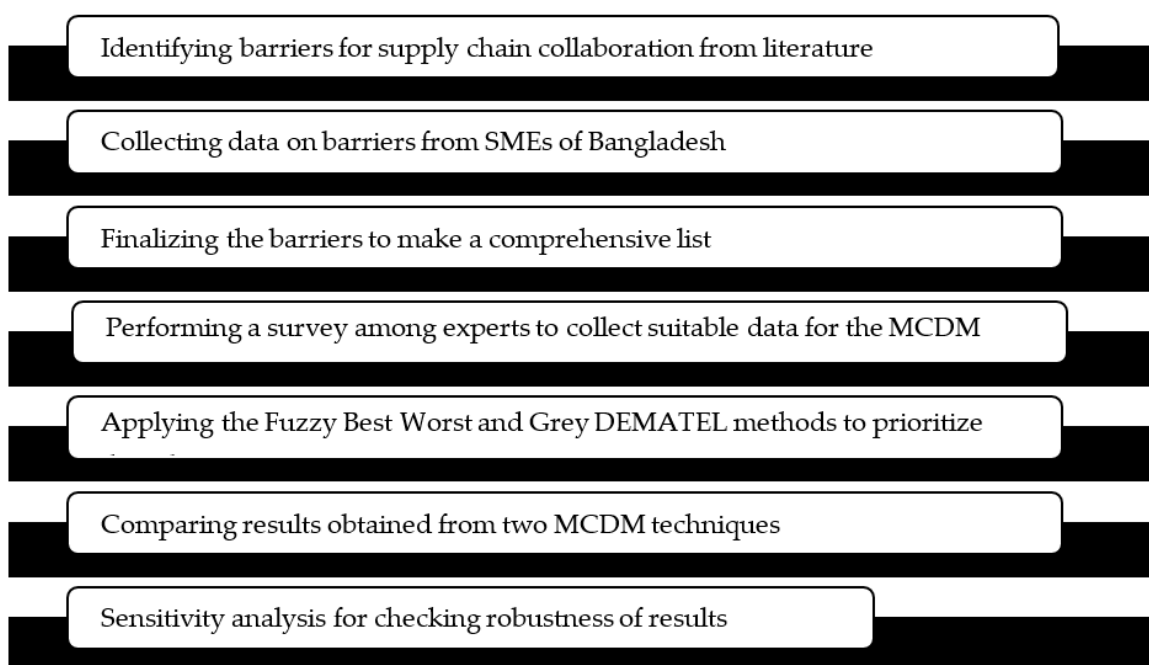 Identifying barriers for supply chain collaboration from literature
Collecting data on barriers from SMEs of Bangladesh
Finalizing the barriers to make a comprehensive list
Performing a survey among experts to collect suitable data for the MCDM
Applying the Fuzzy Best Worst and Grey DEMATEL methods to prioritize
Comparing results obtained from two MCDM techniques
Sensitivity analysis for checking robustness of results